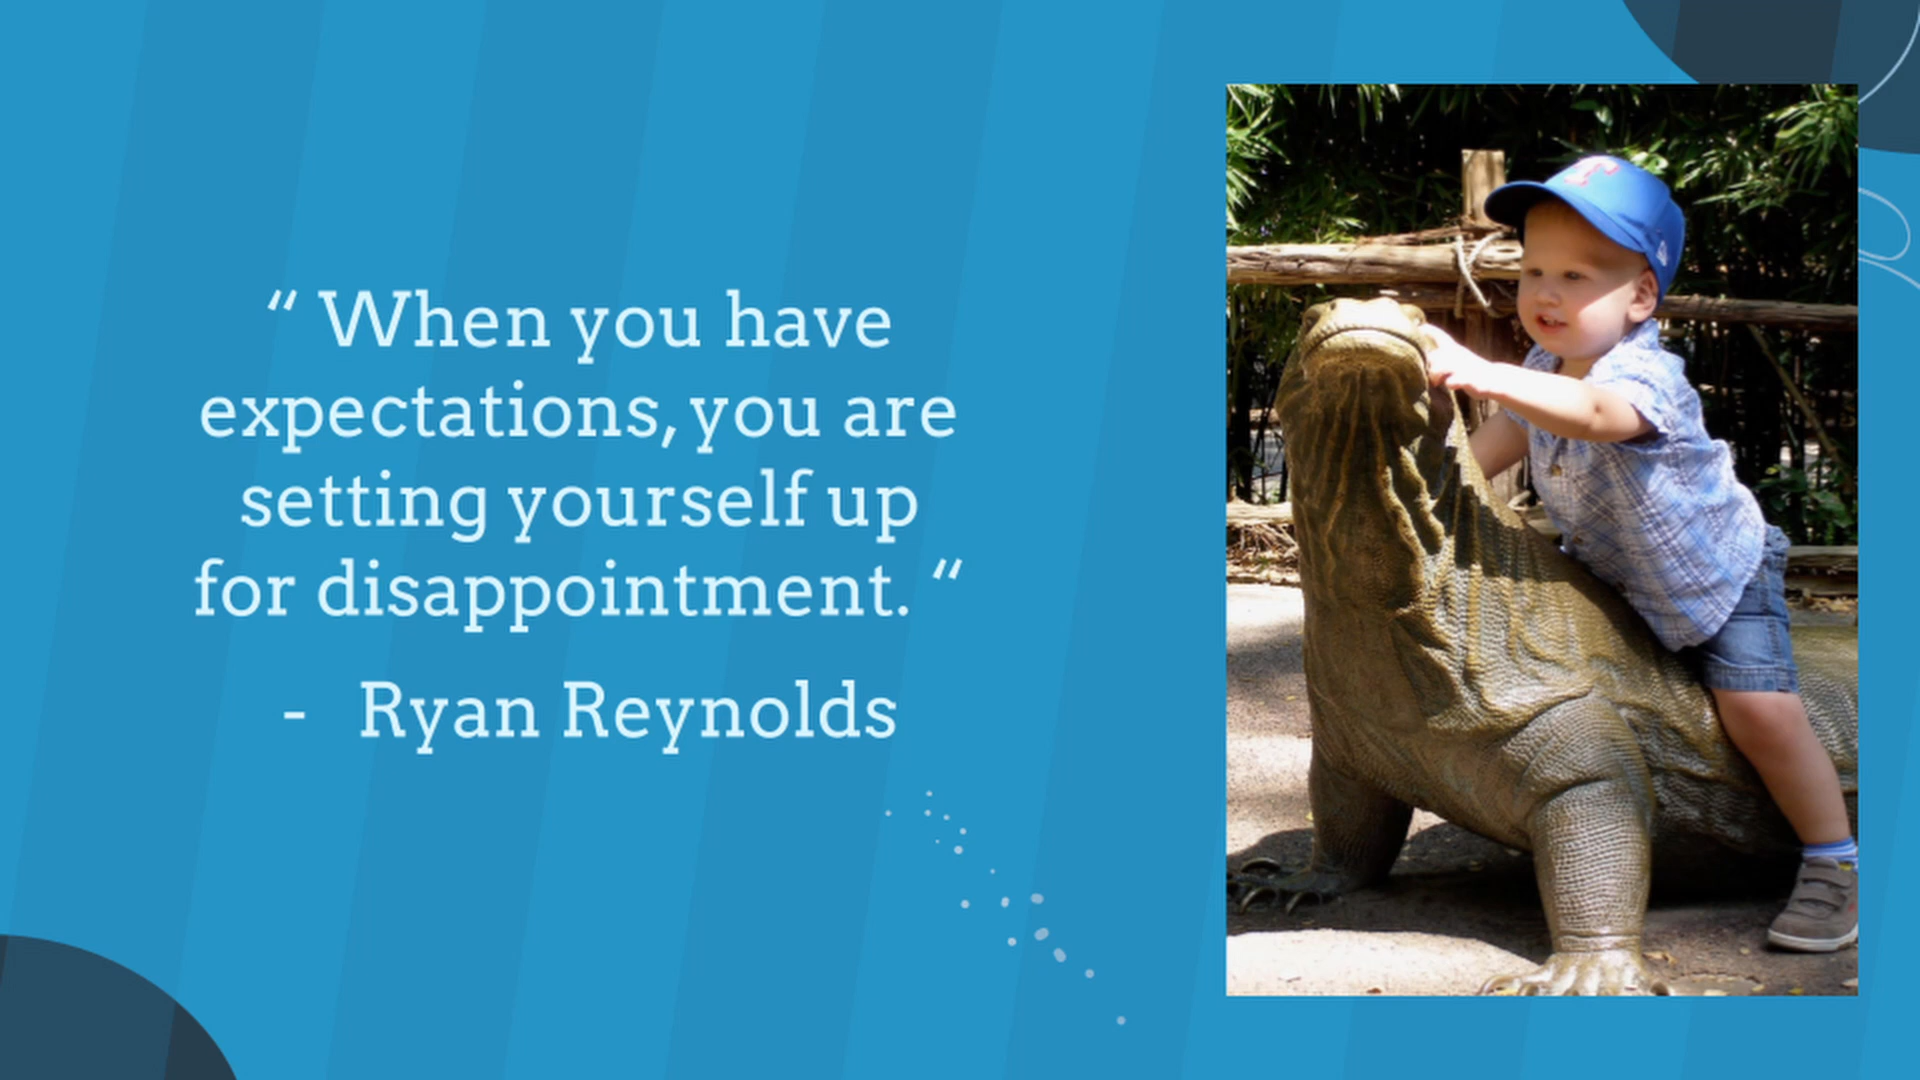 “ When you have
expectations, you are
setting yourself up
for disappointment. “
- Ryan Reynolds
T